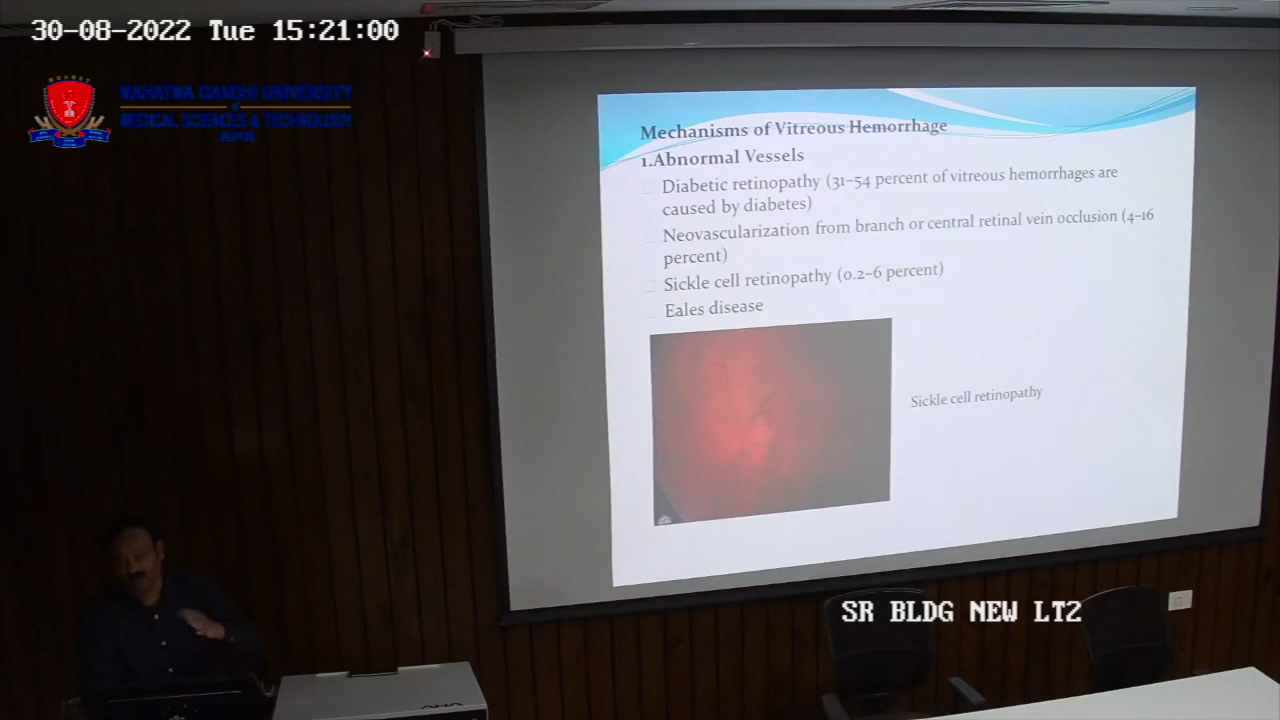 30-08-2022 Tue 15:21:00
MAHATMA GANDHI UNIVERSITY
of
MEDICAL SCIENCES & TECHNOLOGY
JAIPUR
Mechanisms of Vitreous Hemorrhage
1.Abnormal Vessels
Diabetic retinopathy (31–54 percent of vitreous hemorrhages are
caused by diabetes)
Neovascularization from branch or central retinal vein occlusion (4–16
percent)
Sickle cell retinopathy (0.2–6 percent)
Eales disease
Sickle cell retinopathy
SR BLDG NEW LT2